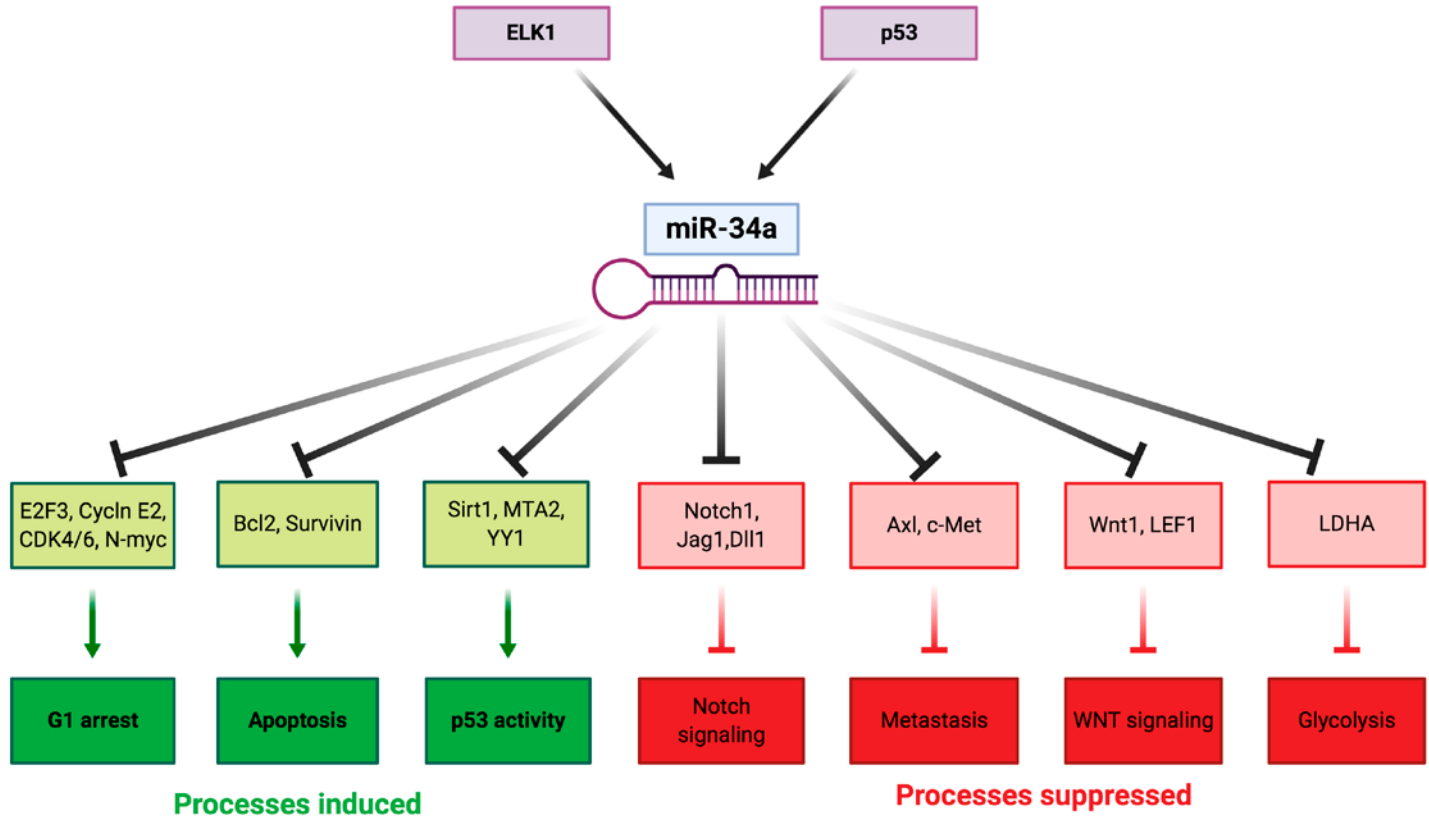 ELK1
p53
miR-34a
E2F3, Cycln E2,
CDK4/6, N-myc
Bcl2, Survivin
Sirt1, MTA2,
YY1
Notch1,
Jag1,Dll1
Axl, c-Met
Wnt1, LEF1
LDHA
G1 arrest
Apoptosis
p53 activity
Notch
signaling
Metastasis
WNT signaling
Glycolysis
Processes induced
Processes suppressed